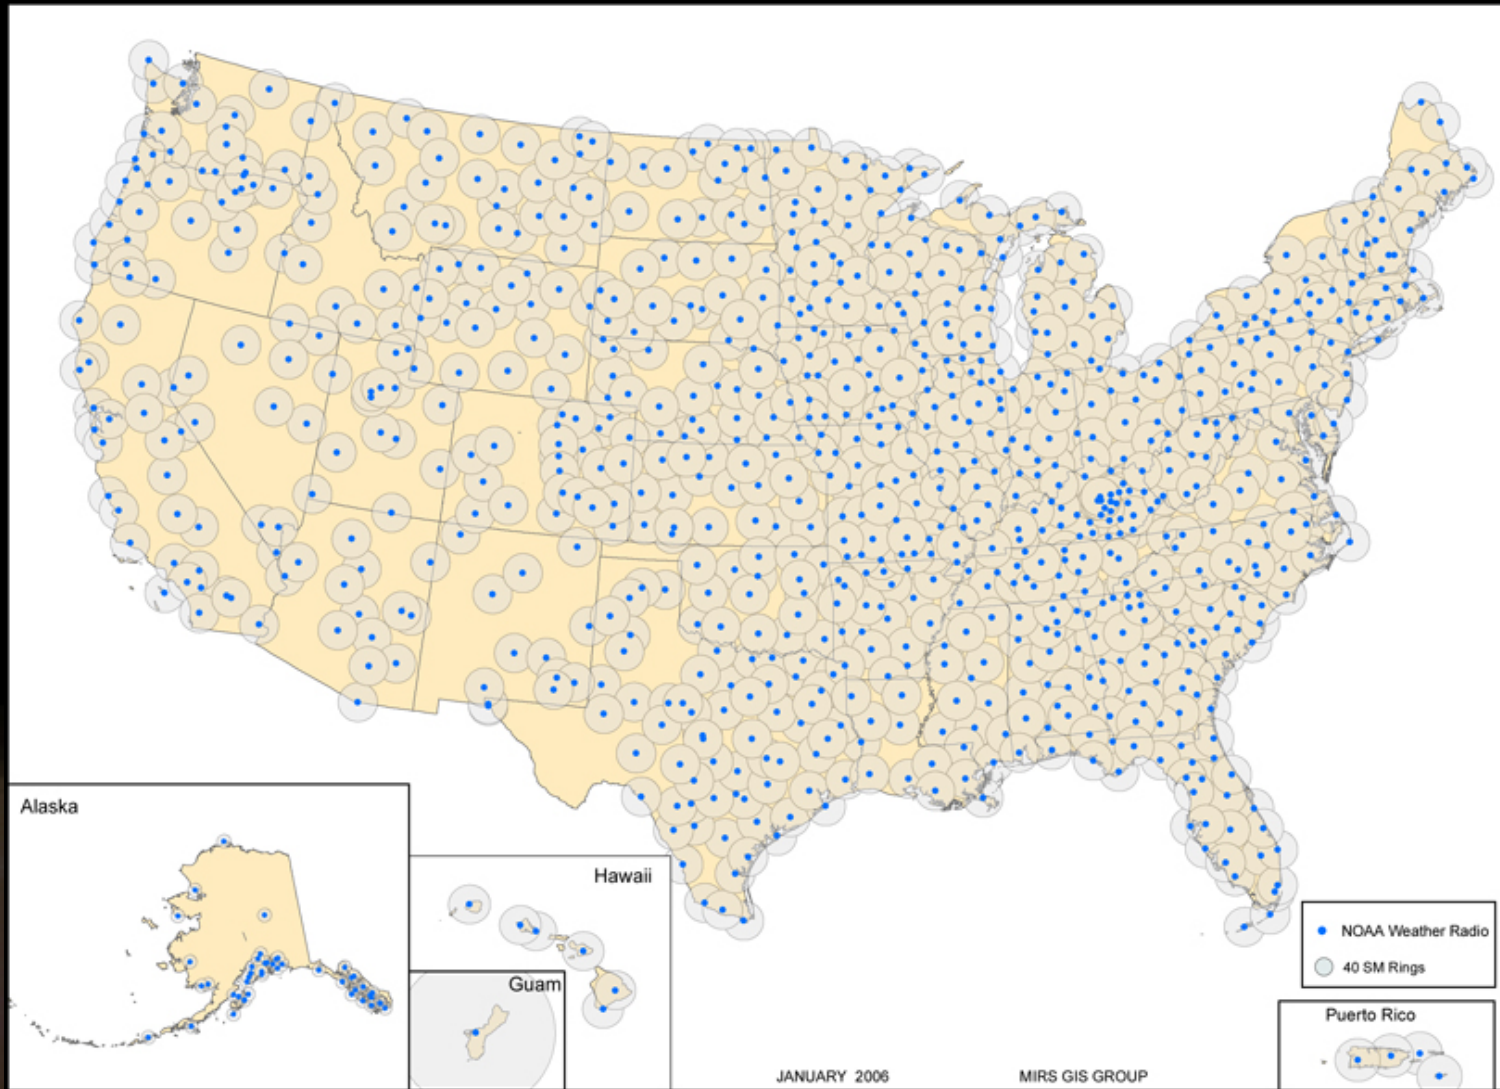 Alaska
Hawaii
Guam
NOAA Weather Radio
40 SM Rings
Puerto Rico
JANUARY 2006
MIRS GIS GROUP